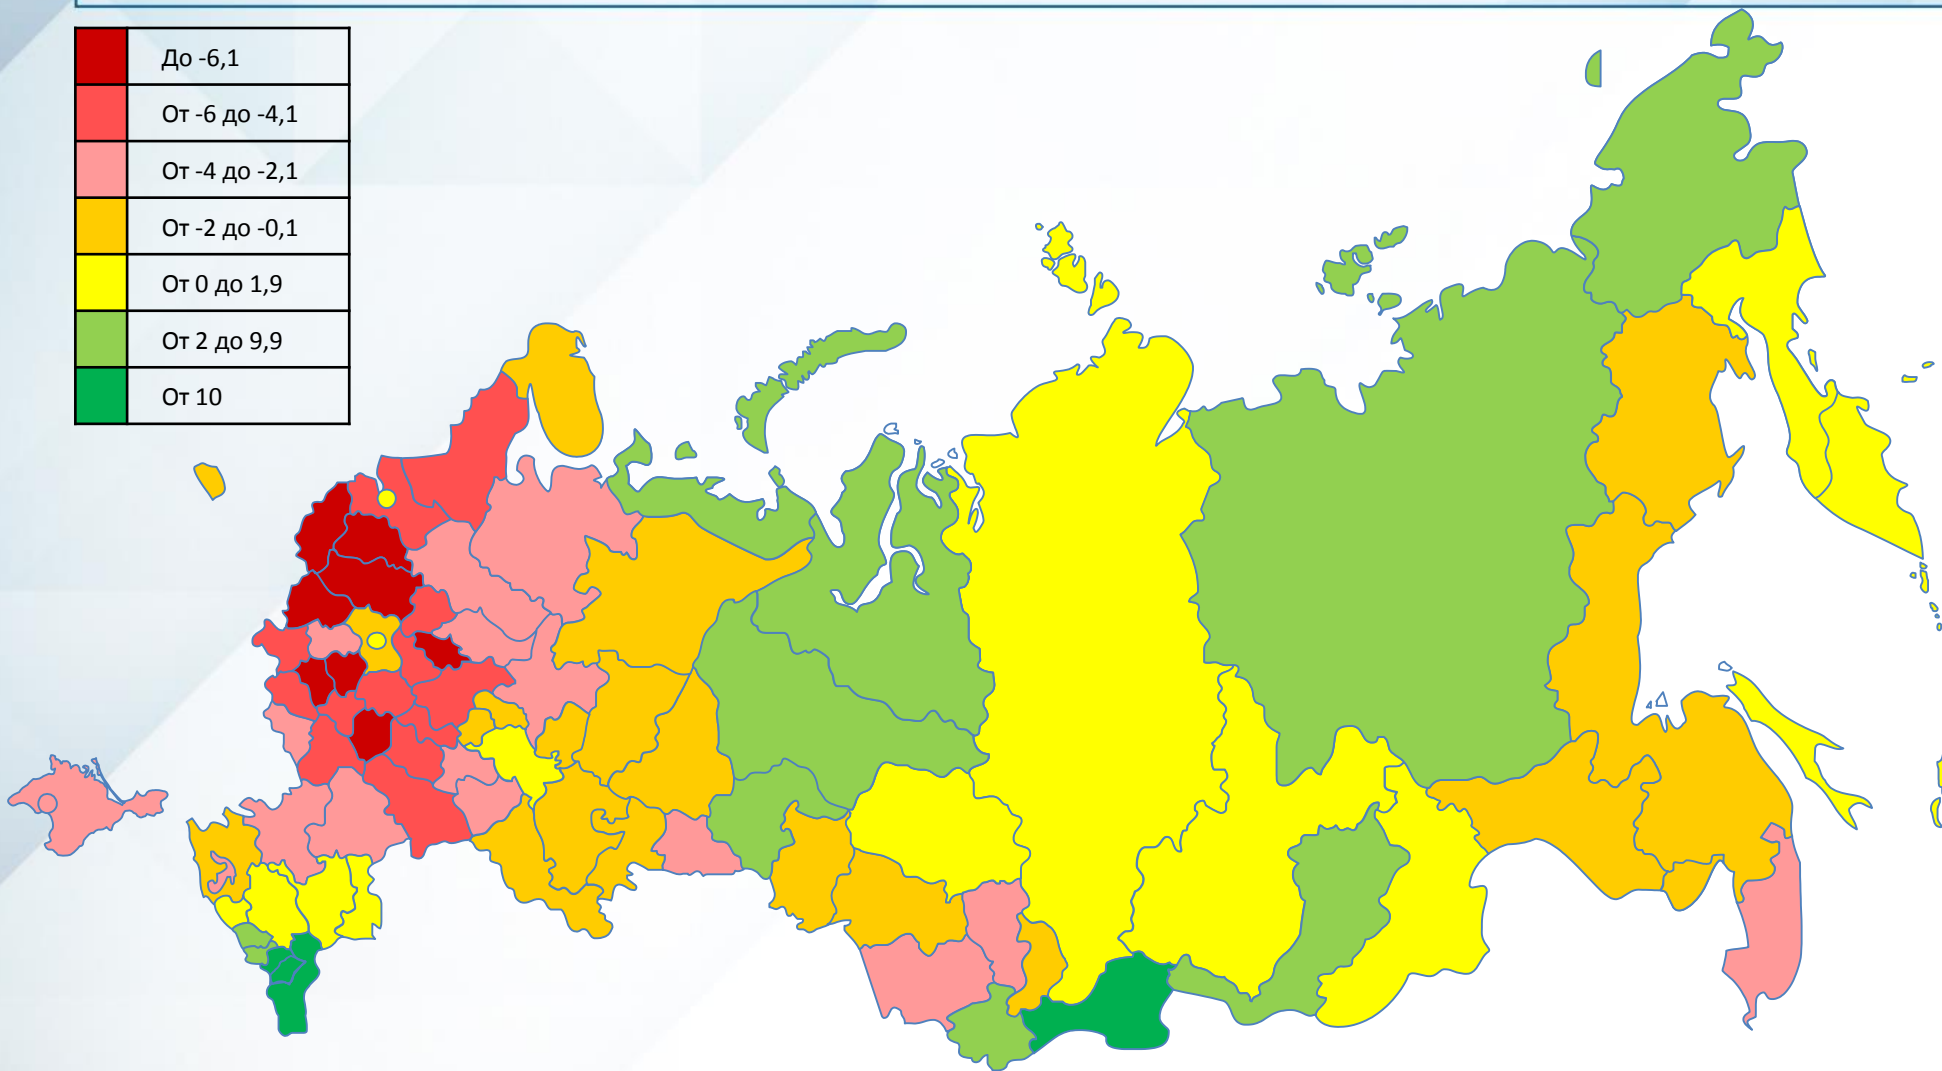 До -6,1
От -6 до -4,1
От -4 до -2,1
От -2 до -0,1
От 0 до 1,9
От 2 до 9,9
От 10